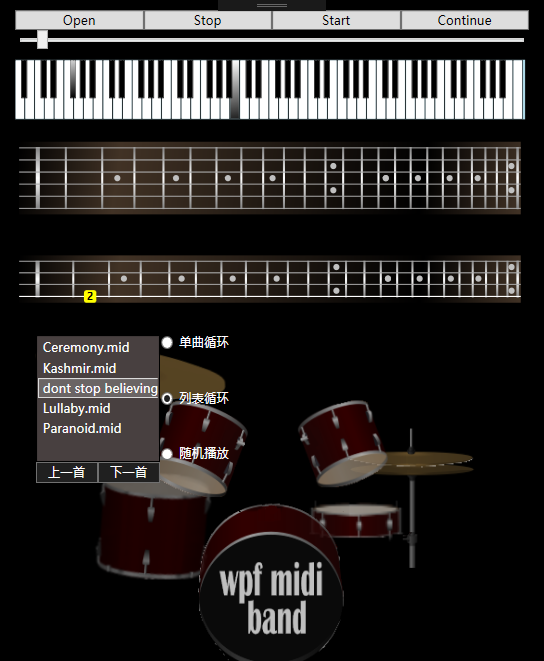 Open Stop Start Continue
2
Ceremony.mid
单曲循环
Kashmir.mid
dont stop believing
列表循环
Lullaby.mid
Paranoid.mid
随机播放
上一首 下一首
wpf midi
band